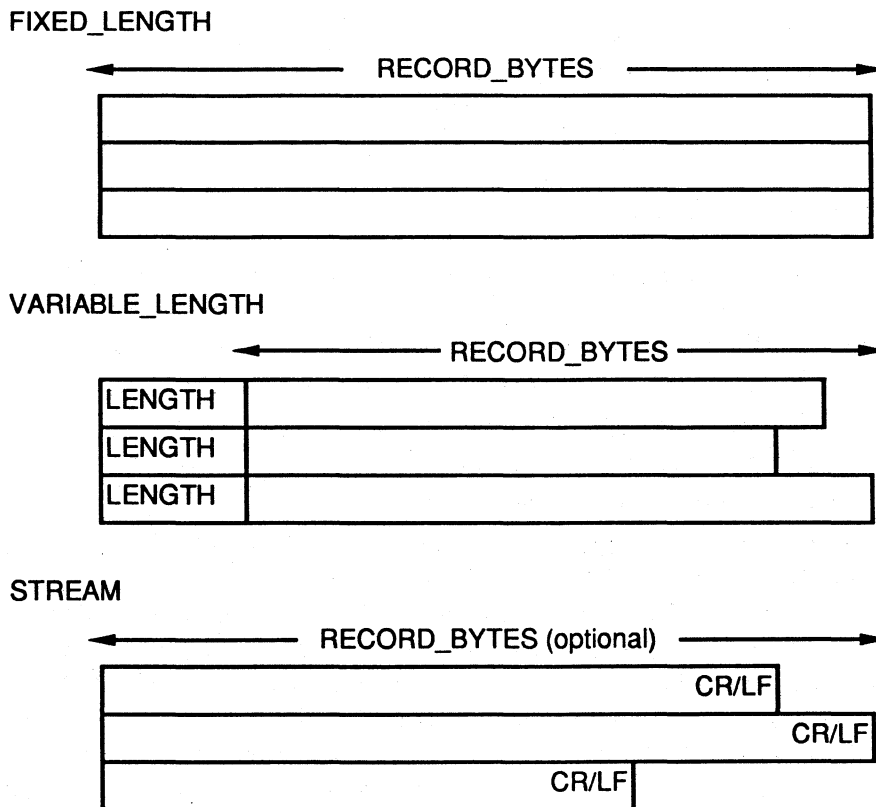 FIXED_LENGTH
RECORD_BYTES
VARIABLE_LENGTH
RECORD_BYTES
LENGTH
LENGTH
LENGTH
STREAM
RECORD_BYTES (optional)
CR/LF
CR/LF
CR/LF